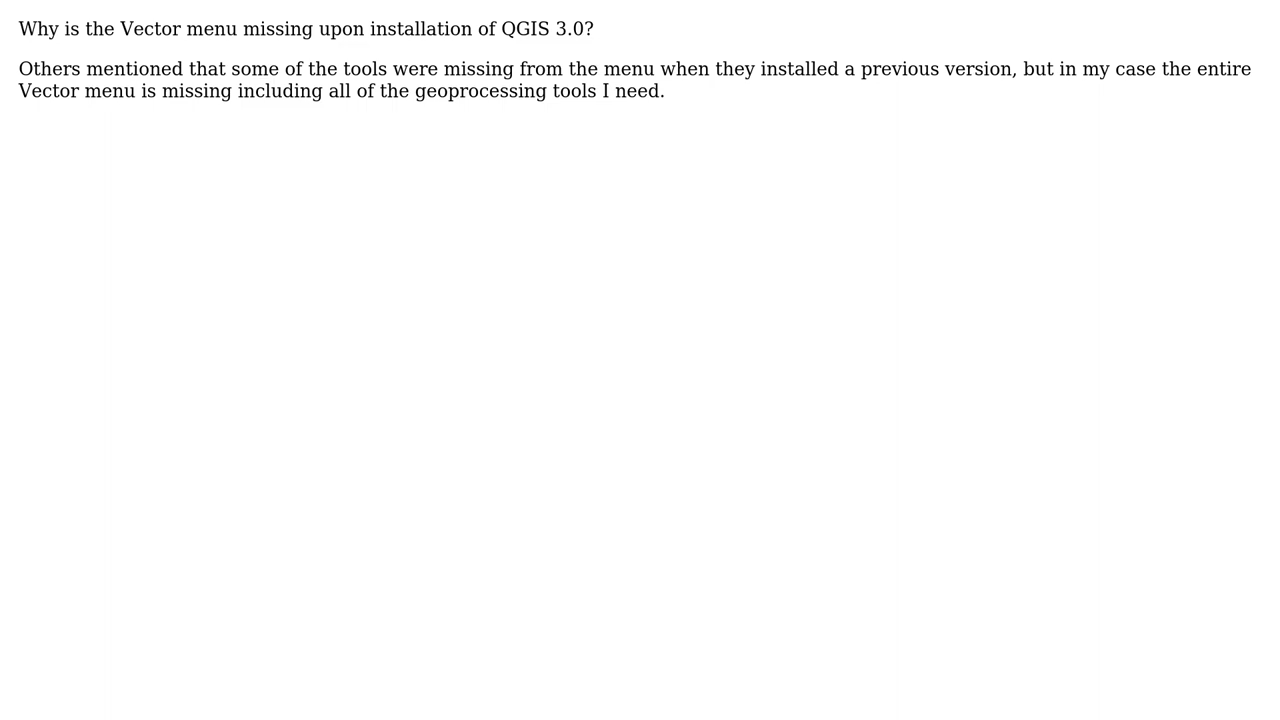 Why is the Vector menu missing upon installation of QGIS 3.0?
Others mentioned that some of the tools were missing from the menu when they installed a previous version, but in my case the entire
Vector menu is missing including all of the geoprocessing tools I need.